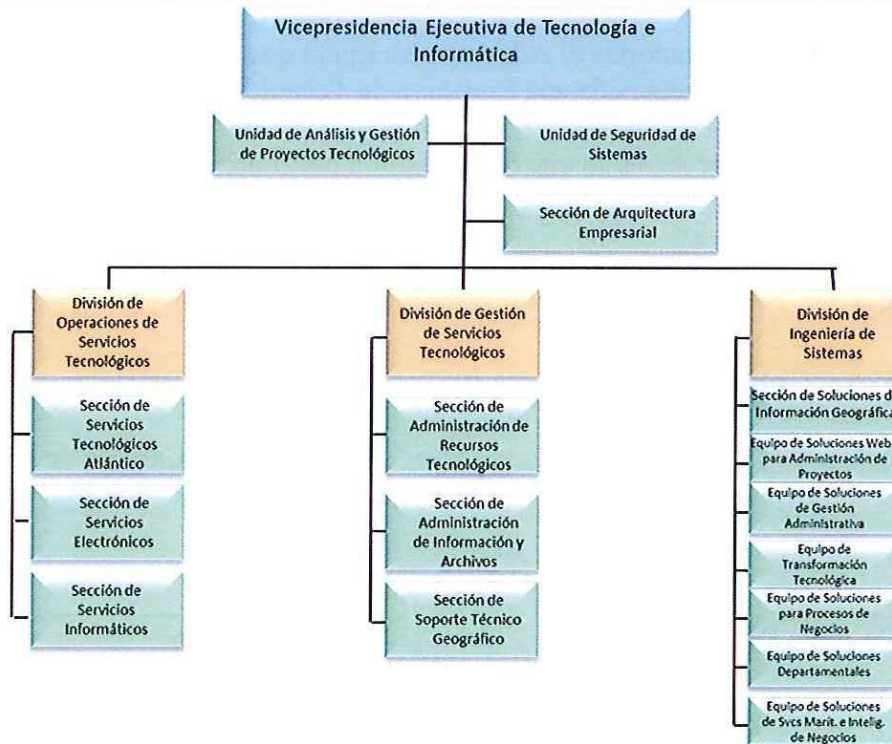 Vicepresidencia Ejecutiva de Tecnología e
Informática
Unidad de Análisis y Gestión
de Proyectos Tecnológicos
Unidad de Seguridad de
Sistemas
Sección de Arquitectura
Empresarial
División de
Operaciones de
Servicios
Tecnológicos
Sección de
Servicios
Tecnológicos
Atlántico
Sección de
Servicios
Electrónicos
Sección de
Servicios
Informáticos
División de Gestión
de Servicios
Tecnológicos
Sección de
Administración de
Recursos
Tecnológicos
Sección de
Administración
de Información y
Archivos
Sección de
Soporte Técnico
Geográfico
División de
Ingeniería de
Sistemas
Sección de Soluciones d
Información Geográfica
Equipo de Soluciones Web
para Administración de
Proyectos
Equipo de Soluciones
de Gestión
Administrativa
Equipo de
Transformación
Tecnológica
Equipo de Soluciones
para Procesos de
Negocios
Equipo de Soluciones
Departamentales
Equipo de Soluciones
de Svcs Marit. e Intelig.
de Negocios